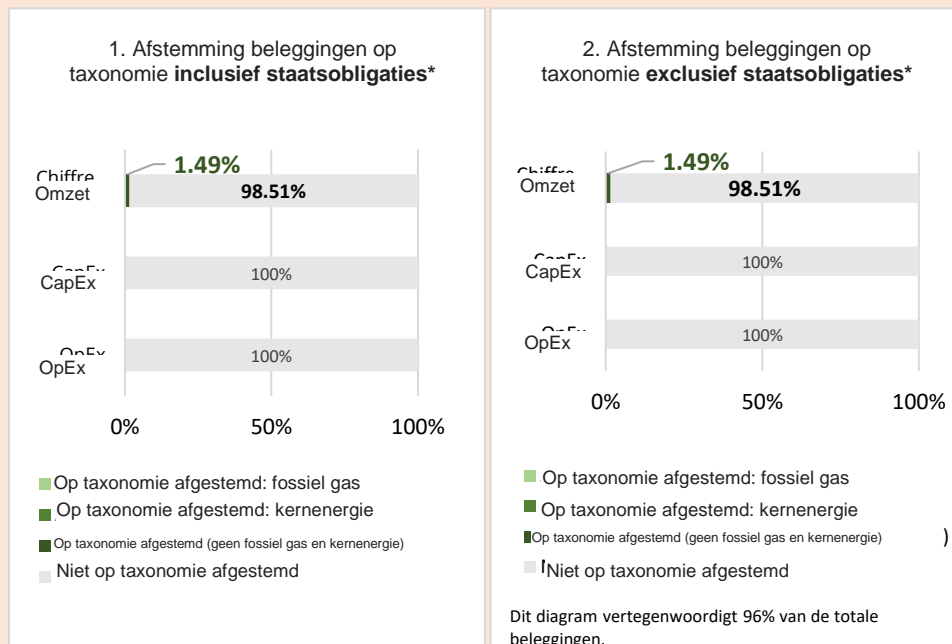 1. Afstemming beleggingen op
taxonomie inclusief staatsobligaties*
1.49%
Omzet
98.51%
CapEx
100%
OpEx
100%
0% 50% 100%
Op taxonomie afgestemd: fossiel gas
Op taxonomie afgestemd: kernenergie
Op taxonomie afgestemd (geen fossiel gas en kernenergie)
Niet op taxonomie afgestemd
2. Afstemming beleggingen op
taxonomie exclusief staatsobligaties*
1.49%
Omzet
98.51%
CapEx
100%
OpEx
100%
0% 50% 100%
Op taxonomie afgestemd: fossiel gas
Op taxonomie afgestemd: kernenergie
Op taxonomie afgestemd (geen fossiel gas en kernenergie) )
Niet op taxonomie afgestemd
Dit diagram vertegenwoordigt 96% van de totale
beleggingen.